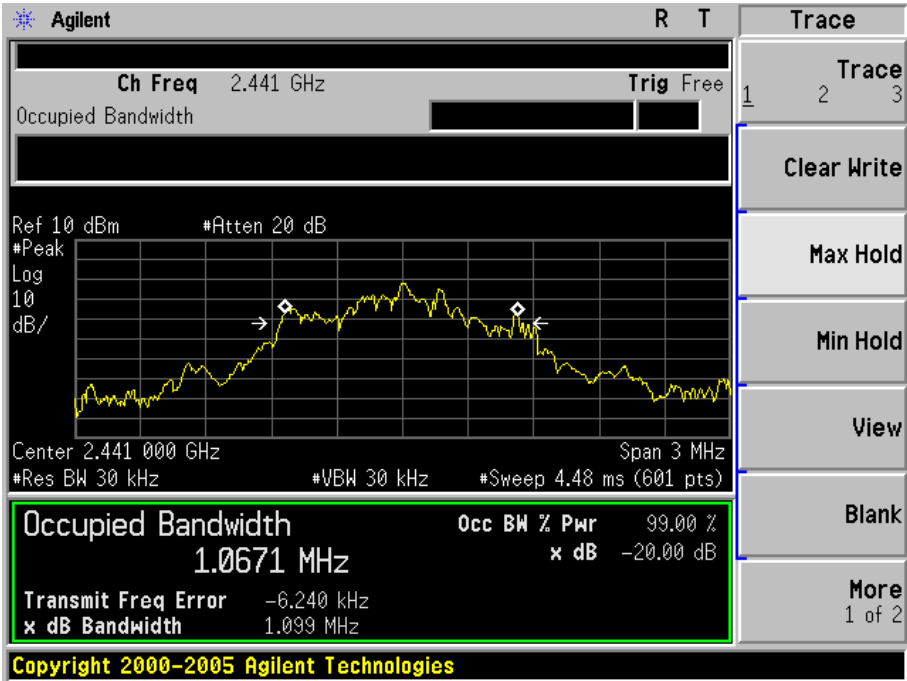 Agilent
R T
Trace
Ch Freq 2.441 GHz
Trig Free
Occupied Bandwidth
Ref 10 dBm
#Atten 20 dB
#Peak
Log
10
dB/
Center 2.441 000 GHz
Span 3 MHz
#Res BW 30 kHz
#VBW 30 kHz
#Sweep 4.48 ms (601 pts)
Occupied Bandwidth
1.0671 MHz
Occ BW % Pwr 99.00 %
x dB -20.00 dB
Transmit Freq Error -6.240 kHz
x dB Bandwidth 1.099 MHz
Copyright 2000-2005 Agilent Technologies
Trace
1 2 3
Clear Write
Max Hold
Min Hold
View
Blank
More
1 of 2